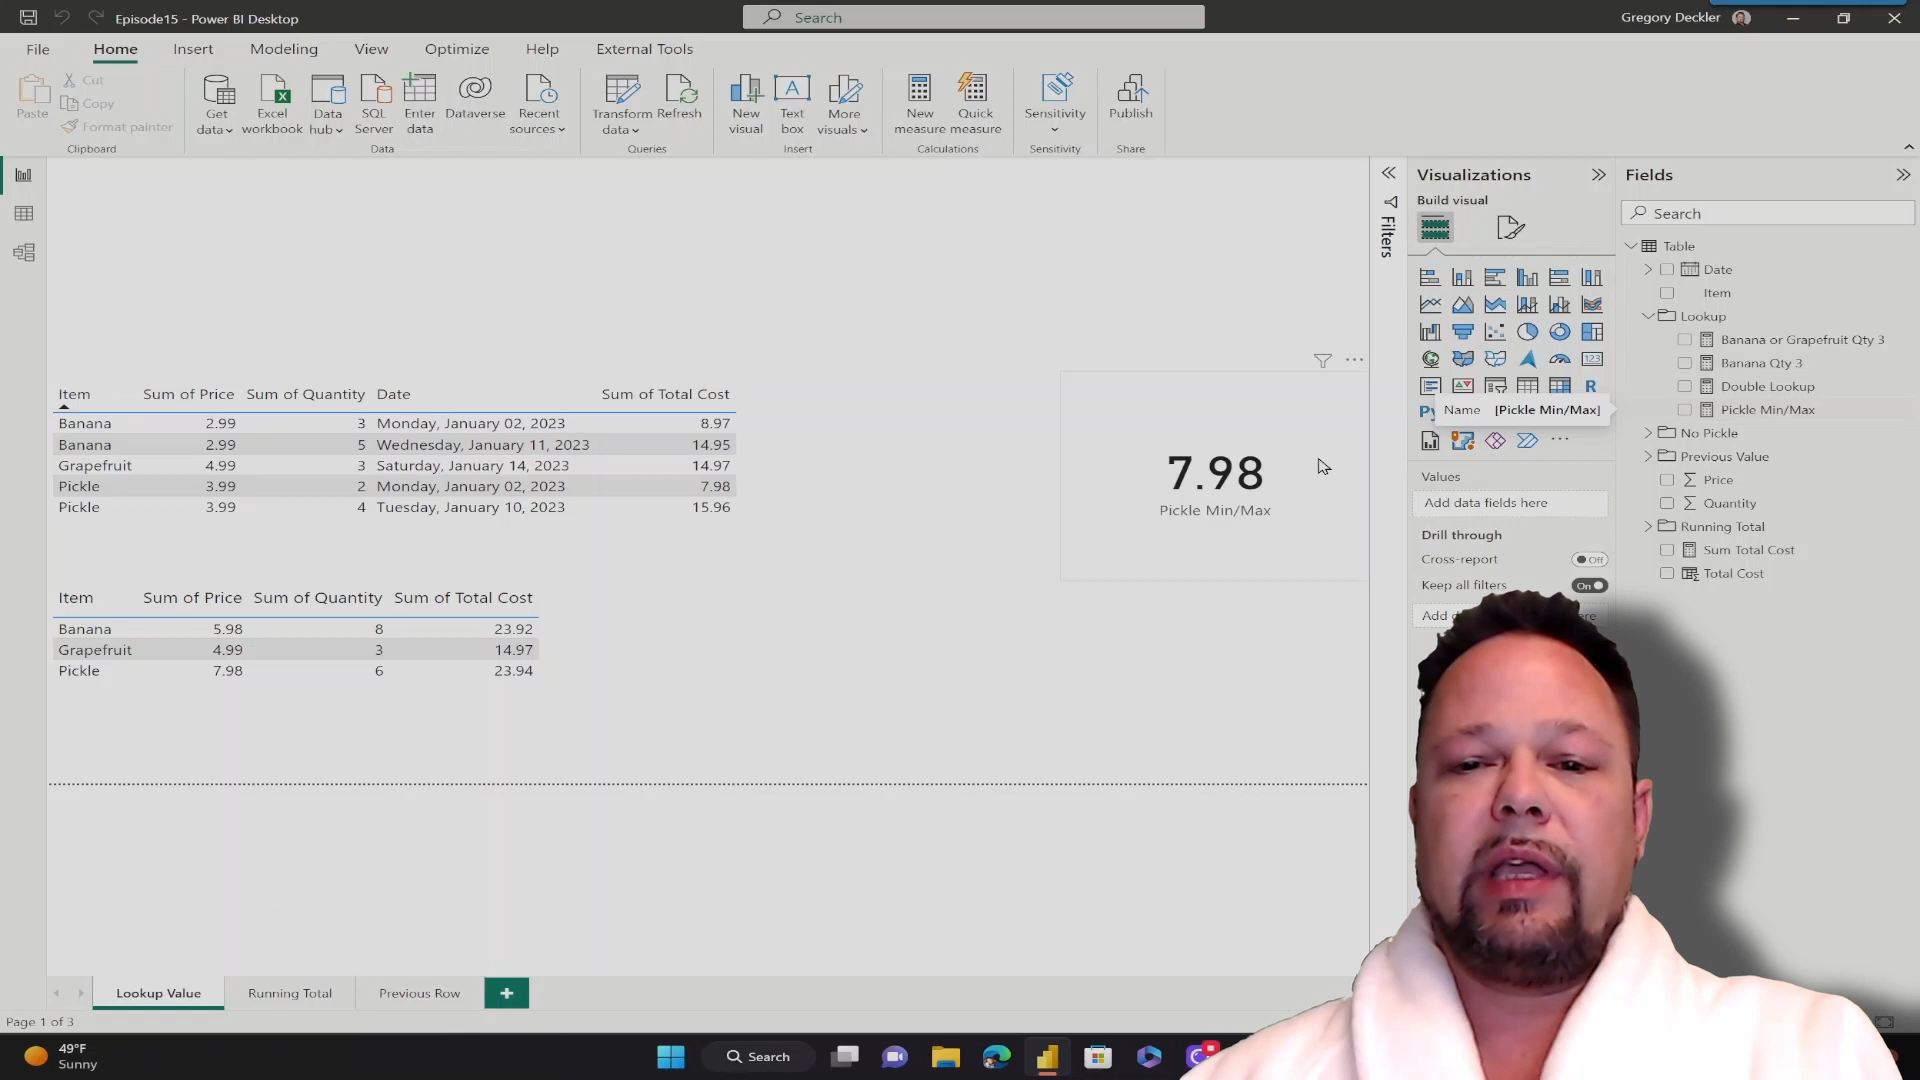 Episode15 - Power BI Desktop
Search
Gregory Deckler
File Home Insert Modeling View Optimize Help External Tools
Paste
Cut
Copy
Format painter
Clipboard
Get data
Excel workbook
Data hub
SQL Server
Enter data
Dataverse
Recent sources
Data
Transform data
Refresh
Queries
New visual
Text box
More visuals
Insert
New measure
Quick measure
Calculations
Sensitivity
Sensitivity
Publish
Share
Item Sum of Price Sum of Quantity Date Sum of Total Cost
Banana 2.99 3 Monday, January 02, 2023 8.97
Banana 2.99 5 Wednesday, January 11, 2023 14.95
Grapefruit 4.99 3 Saturday, January 14, 2023 14.97
Pickle 3.99 2 Monday, January 02, 2023 7.98
Pickle 3.99 4 Tuesday, January 10, 2023 15.96
Item Sum of Price Sum of Quantity Sum of Total Cost
Banana 5.98 8 23.92
Grapefruit 4.99 3 14.97
Pickle 7.98 6 23.94
7.98
Pickle Min/Max
Filters
Visualizations
Build visual
123
R
Py
Name [Pickle Min/Max]
Values
Add data fields here
Drill through
Cross-report Off
Keep all filters On
Add
Fields
Search
Table
Date
Item
Lookup
Banana or Grapefruit Qty 3
Banana Qty 3
Double Lookup
Pickle Min/Max
No Pickle
Previous Value
Price
Quantity
Running Total
Sum Total Cost
Total Cost
Lookup Value Running Total Previous Row
Page 1 of 3
49°F
Sunny
Search